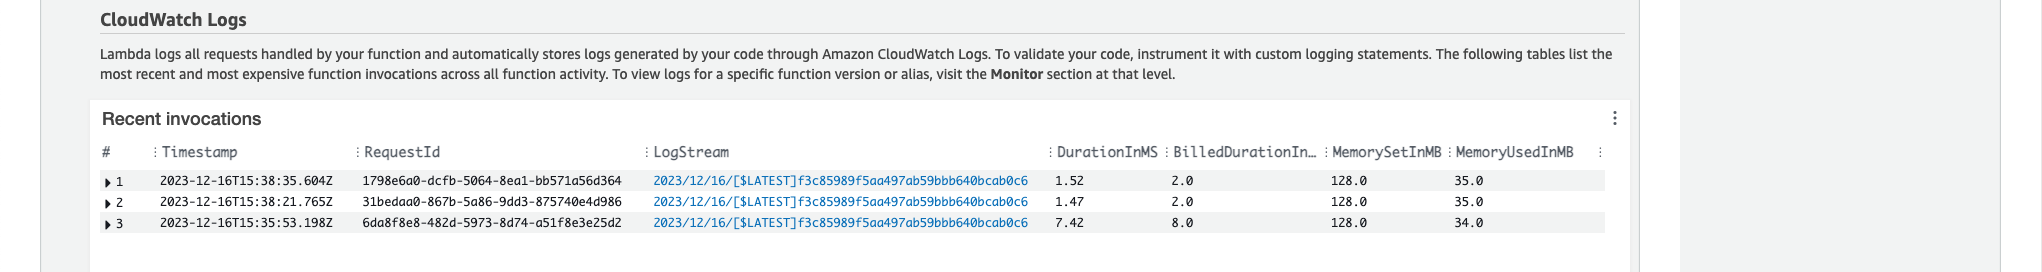 CloudWatch Logs
Lambda logs all requests handled by your function and automatically stores logs generated by your code through Amazon CloudWatch Logs. To validate your code, instrument it with custom logging statements. The following tables list the
most recent and most expensive function invocations across all function activity. To view logs for a specific function version or alias, visit the Monitor section at that level.
Recent invocations
# Timestamp RequestId LogStream DurationInMS BilledDurationIn… MemorySetInMB MemoryUsedInMB
1 2023-12-16T15:38:35.604Z 1798e6a0-dcfb-5064-8ea1-bb571a56d364 2023/12/16/[$LATEST]f3c85989f5aa497ab59bbb640bcab0c6 1.52 2.0 128.0 35.0
2 2023-12-16T15:38:21.765Z 31bedaa0-867b-5a86-9dd3-875740e4d986 2023/12/16/[$LATEST]f3c85989f5aa497ab59bbb640bcab0c6 1.47 2.0 128.0 35.0
3 2023-12-16T15:35:53.198Z 6da8f8e8-482d-5973-8d74-a51f8e3e25d2 2023/12/16/[$LATEST]f3c85989f5aa497ab59bbb640bcab0c6 7.42 8.0 128.0 34.0